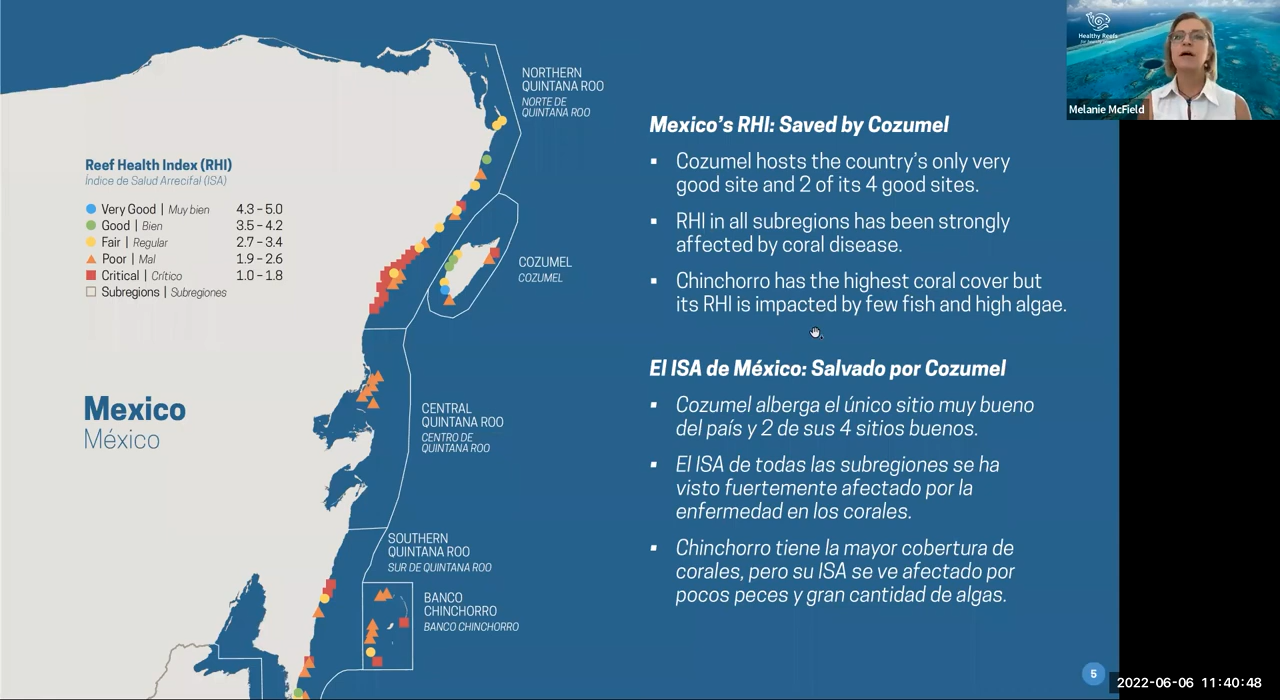 NORTHERN
QUINTANA ROO
NORTE DE
QUINTANA ROO
Reef Health Index (RHI)
Índice de Salud Arrecifal (ISA)
Very Good | Muy bien 4.3 – 5.0
Good | Bien 3.5 – 4.2
Fair | Regular 2.7 – 3.4
Poor | Mal 1.9 – 2.6
Critical | Crítico 1.0 – 1.8
Subregions | Subregiones
COZUMEL
COZUMEL
Mexico
México
CENTRAL
QUINTANA ROO
CENTRO DE
QUINTANA ROO
SOUTHERN
QUINTANA ROO
SUR DE QUINTANA ROO
BANCO
CHINCHORRO
BANCO CHINCHORRO
Mexico's RHI: Saved by Cozumel
▪ Cozumel hosts the country's only very
good site and 2 of its 4 good sites.
▪ RHI in all subregions has been strongly
affected by coral disease.
▪ Chinchorro has the highest coral cover but
its RHI is impacted by few fish and high algae.
El ISA de México: Salvado por Cozumel
▪ Cozumel alberga el único sitio muy bueno
del país y 2 de sus 4 sitios buenos.
▪ El ISA de todas las subregiones se ha
visto fuertemente afectado por la
enfermedad en los corales.
▪ Chinchorro tiene la mayor cobertura de
corales, pero su ISA se ve afectado por
pocos peces y gran cantidad de algas.
5
Healthy Reefs
Melanie McField
2022-06-06 11:40:48